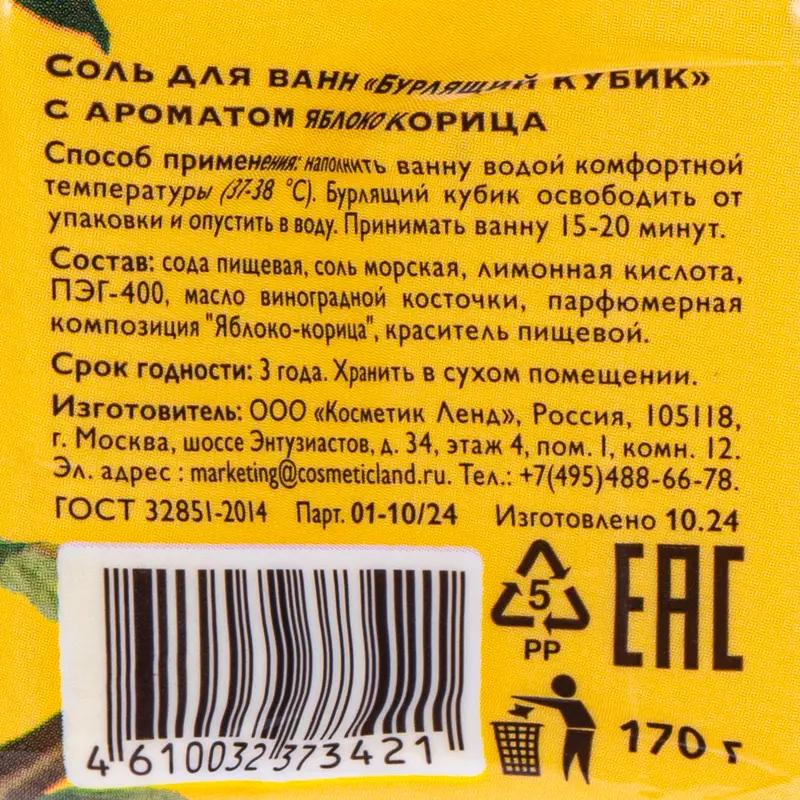 Соль для ванн «Бурлящий кубик»
с ароматом яблоко корица
Способ применения: наполнить ванну водой комфортной
температуры (37-38 °С). Бурлящий кубик освободить от
упаковки и опустить в воду. Принимать ванну 15-20 минут.
Состав: сода пищевая, соль морская, лимонная кислота,
ПЭГ-400, масло виноградной косточки, парфюмерная
композиция "Яблоко-корица", краситель пищевой.
Срок годности: 3 года. Хранить в сухом помещении.
Изготовитель: ООО «Косметик Ленд», Россия, 105118,
г. Москва, шоссе Энтузиастов, д. 34, этаж 4, пом. I, комн. 12.
Эл. адрес : marketing@cosmeticland.ru. Тел.: +7(495)488-66-78.
ГОСТ 32851-2014 Парт. 01-10/24 Изготовлено 10.24
5
PP
EAC
170 г
4610032373421